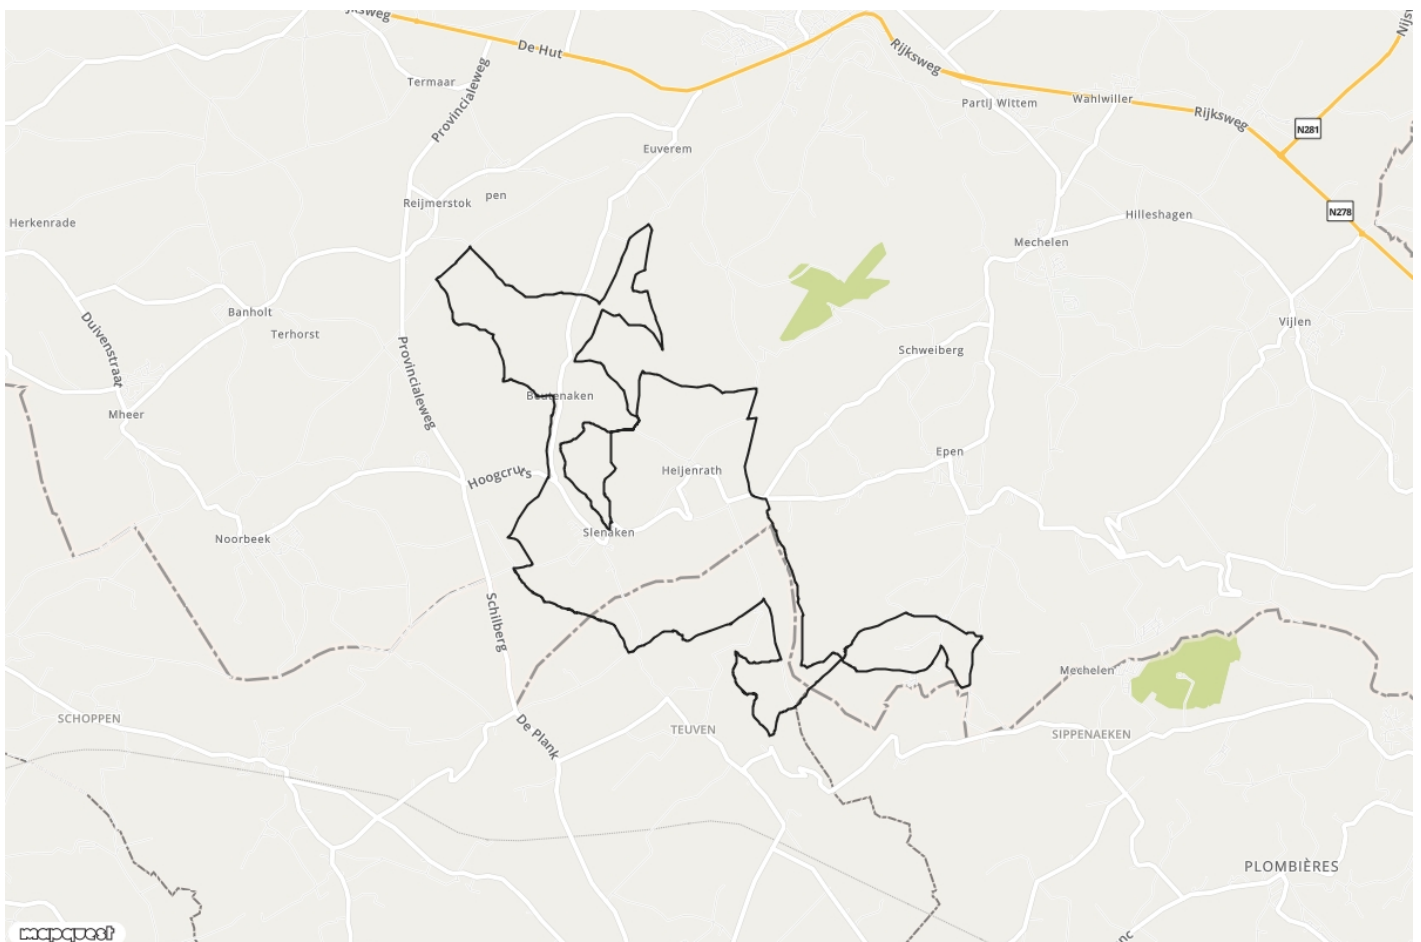 De Hut
Rijksweg
Nijs
Termaar
Provincialeweg
Partij Wittem
Wahlwiller
Rijksweg
N281
Euverem
pen
Reijmerstok
N278
Herkenrade
Hilleshagen
Mechelen
Banholt
Terhorst
Vijlen
Duivenstraat
Schweiberg
Provincialeweg
Beutenaken
Mheer
Epen
Heijenrath
Hoogcruts
Slenaken
Noorbeek
Schilberg
Mechelen
SCHOPPEN
De Plank
TEUVEN
SIPPENAEKEN
PLOMBIÈRES
mapquest